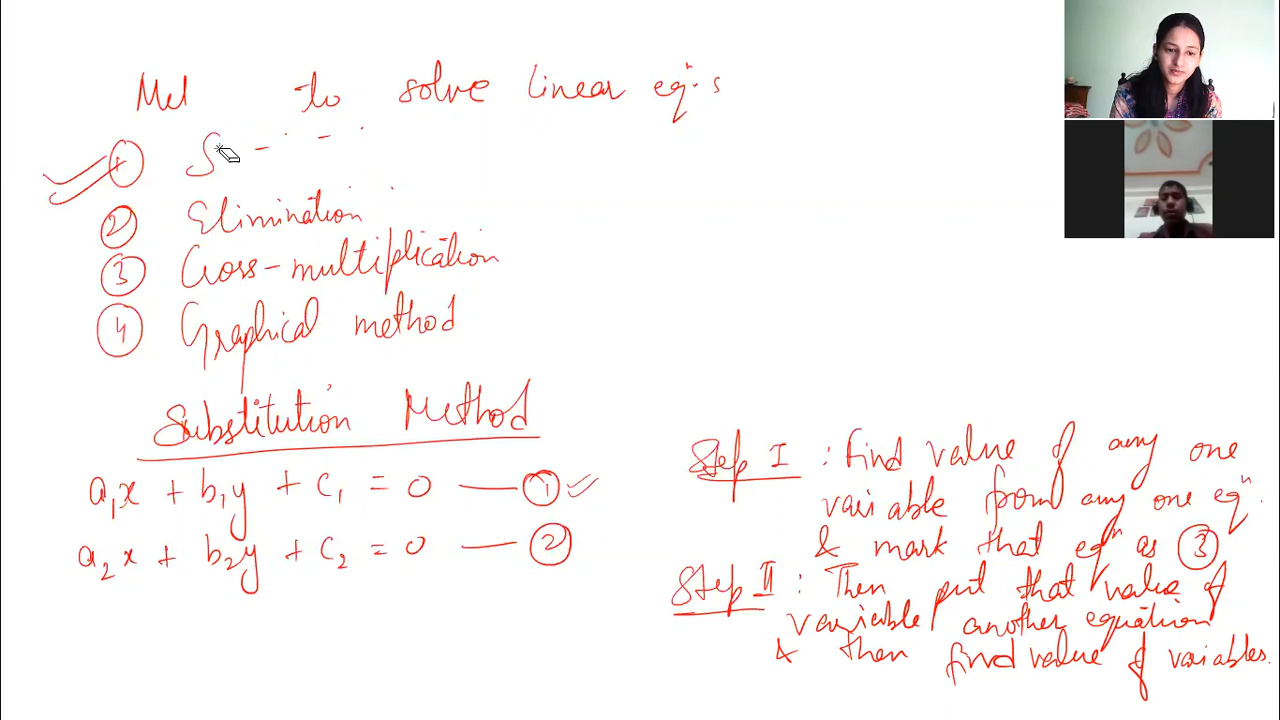 Met to solve linear eqⁿ.s
① S
② Elimination
③ Cross-multiplication
④ Graphical method
Substitution Method
a₁x + b₁y + c₁ = 0 — ①
a₂x + b₂y + c₂ = 0 — ②
Step I : Find value of any one
variable from any one eqⁿ.
& mark that eqⁿ as ③
Step II : Then put that value of
variable another equation
& then find value of variables.